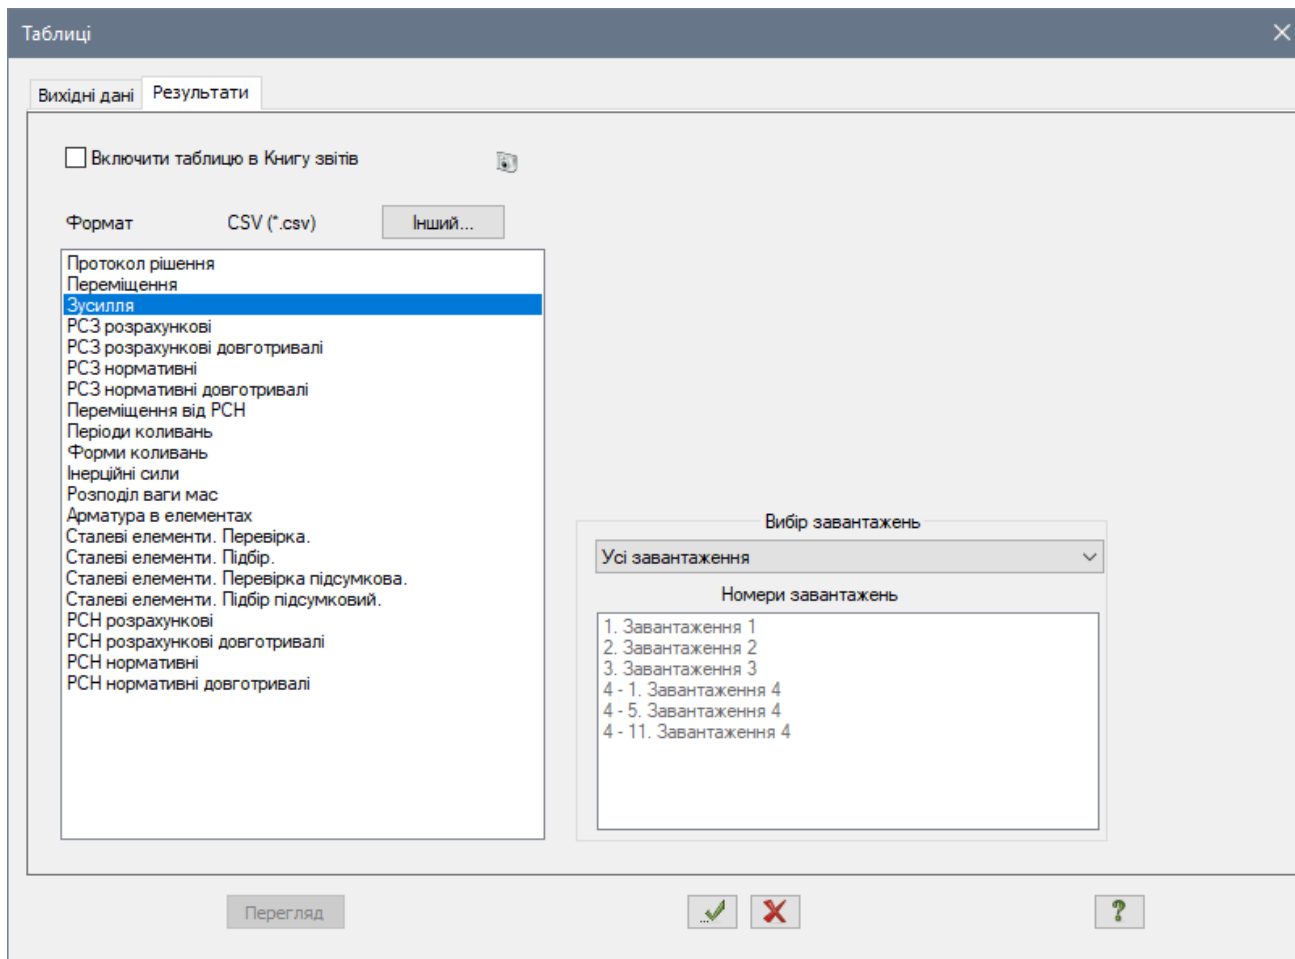 Таблиці
Вихідні дані Результати
Включити таблицю в Книгу звітів
Формат CSV (*.csv) Інший...
Протокол рішення
Переміщення
Зусилля
РСЗ розрахункові
РСЗ розрахункові довготривалі
РСЗ нормативні
РСЗ нормативні довготривалі
Переміщення від РСН
Періоди коливань
Форми коливань
Інерційні сили
Розподіл ваги мас
Арматура в елементах
Сталеві елементи. Перевірка.
Сталеві елементи. Підбір.
Сталеві елементи. Перевірка підсумкова.
Сталеві елементи. Підбір підсумковий.
РСН розрахункові
РСН розрахункові довготривалі
РСН нормативні
РСН нормативні довготривалі
Вибір завантажень
Усі завантаження
Номери завантажень
1. Завантаження 1
2. Завантаження 2
3. Завантаження 3
4 - 1. Завантаження 4
4 - 5. Завантаження 4
4 - 11. Завантаження 4
Перегляд
?